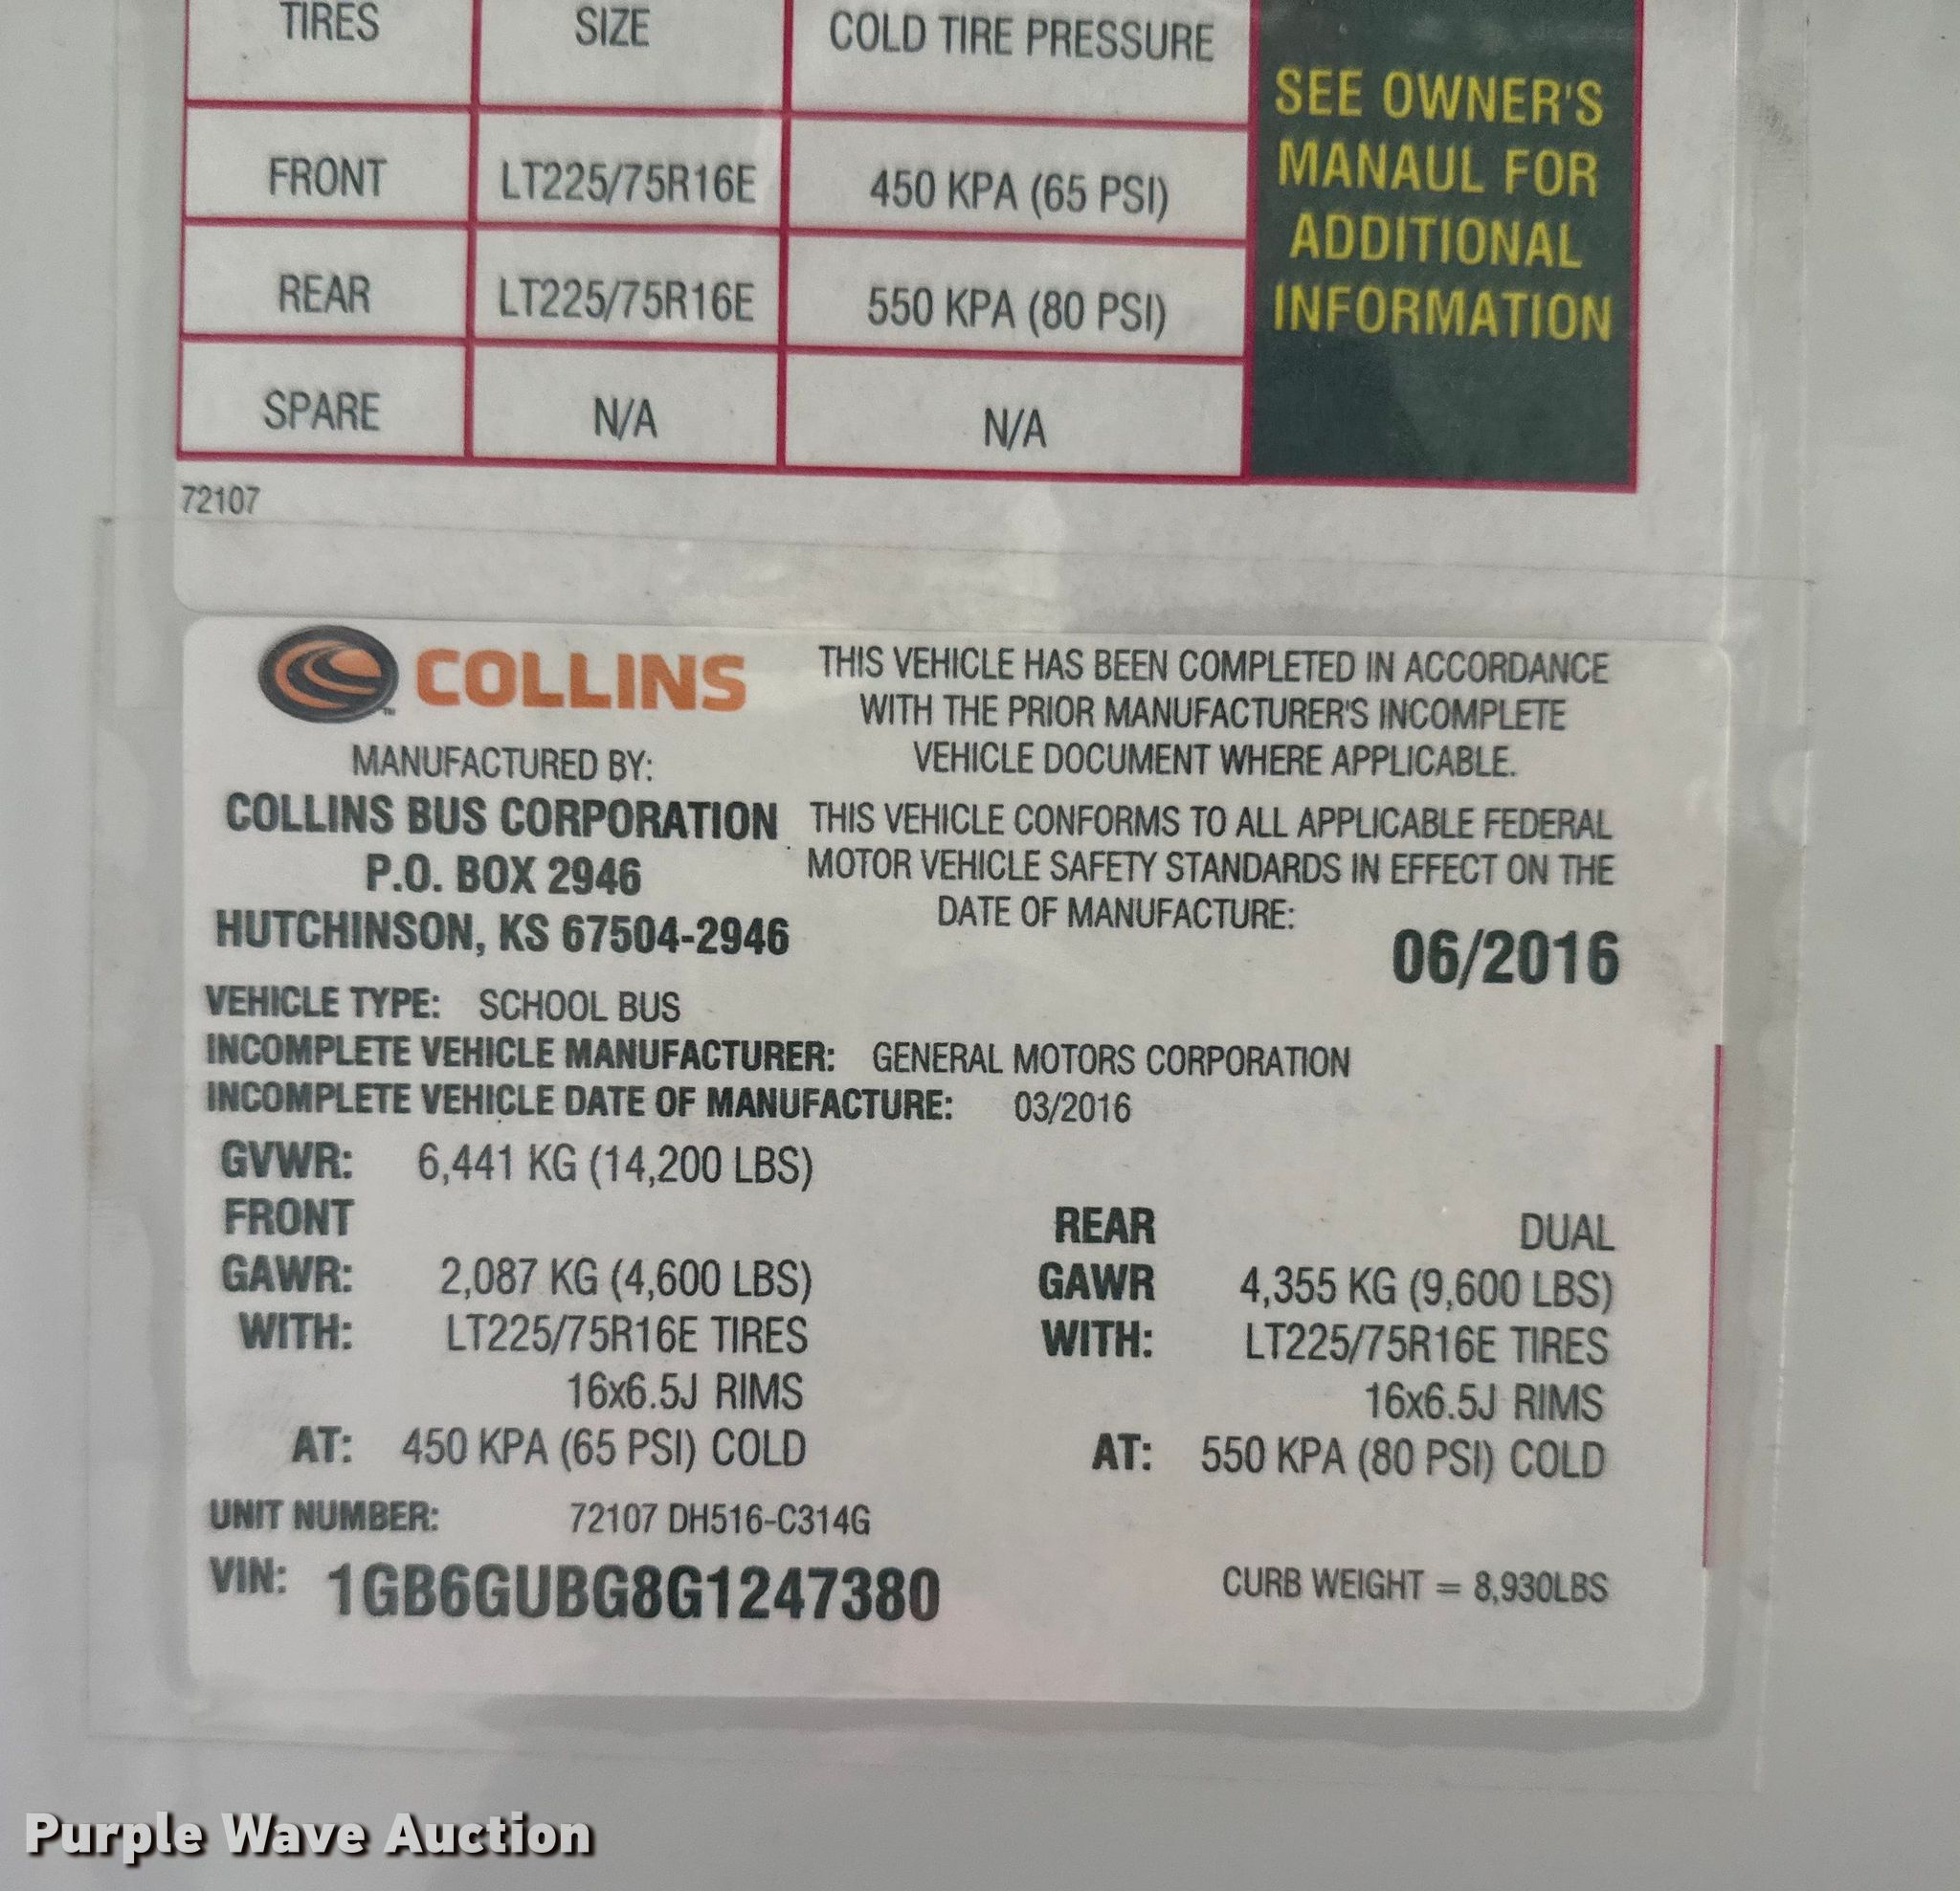 TIRES SIZE COLD TIRE PRESSURE
FRONT LT225/75R16E 450 KPA (65 PSI)
REAR LT225/75R16E 550 KPA (80 PSI)
SPARE N/A N/A
SEE OWNER'S
MANAUL FOR
ADDITIONAL
INFORMATION
72107
COLLINS
MANUFACTURED BY:
COLLINS BUS CORPORATION
P.O. BOX 2946
HUTCHINSON, KS 67504-2946
THIS VEHICLE HAS BEEN COMPLETED IN ACCORDANCE
WITH THE PRIOR MANUFACTURER'S INCOMPLETE
VEHICLE DOCUMENT WHERE APPLICABLE.
THIS VEHICLE CONFORMS TO ALL APPLICABLE FEDERAL
MOTOR VEHICLE SAFETY STANDARDS IN EFFECT ON THE
DATE OF MANUFACTURE:
06/2016
VEHICLE TYPE: SCHOOL BUS
INCOMPLETE VEHICLE MANUFACTURER: GENERAL MOTORS CORPORATION
INCOMPLETE VEHICLE DATE OF MANUFACTURE: 03/2016
GVWR: 6,441 KG (14,200 LBS)
FRONT
GAWR: 2,087 KG (4,600 LBS)
WITH: LT225/75R16E TIRES
16x6.5J RIMS
AT: 450 KPA (65 PSI) COLD
REAR DUAL
GAWR 4,355 KG (9,600 LBS)
WITH: LT225/75R16E TIRES
16x6.5J RIMS
AT: 550 KPA (80 PSI) COLD
UNIT NUMBER: 72107 DH516-C314G
VIN: 1GB6GUBG8G1247380
CURB WEIGHT = 8,930LBS
Purple Wave Auction